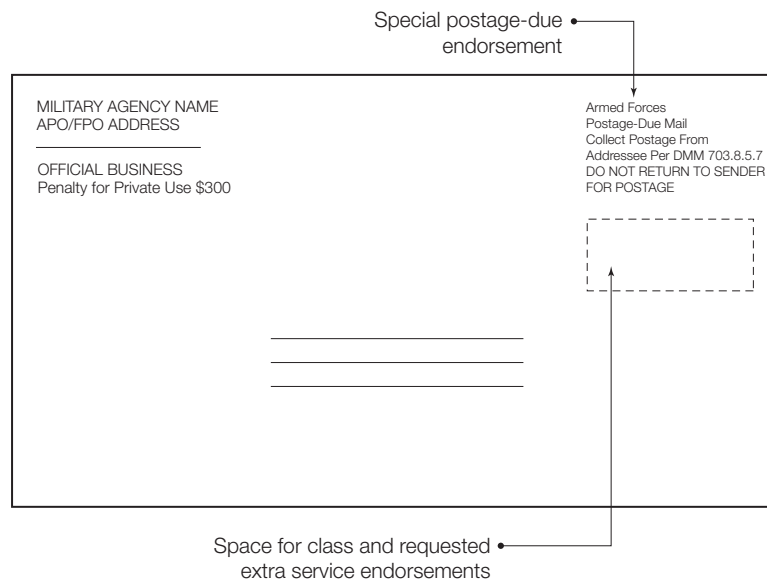 Special postage-due
endorsement
MILITARY AGENCY NAME
APO/FPO ADDRESS
OFFICIAL BUSINESS
Penalty for Private Use $300
Armed Forces
Postage-Due Mail
Collect Postage From
Addressee Per DMM 703.8.5.7
DO NOT RETURN TO SENDER
FOR POSTAGE
Space for class and requested
extra service endorsements